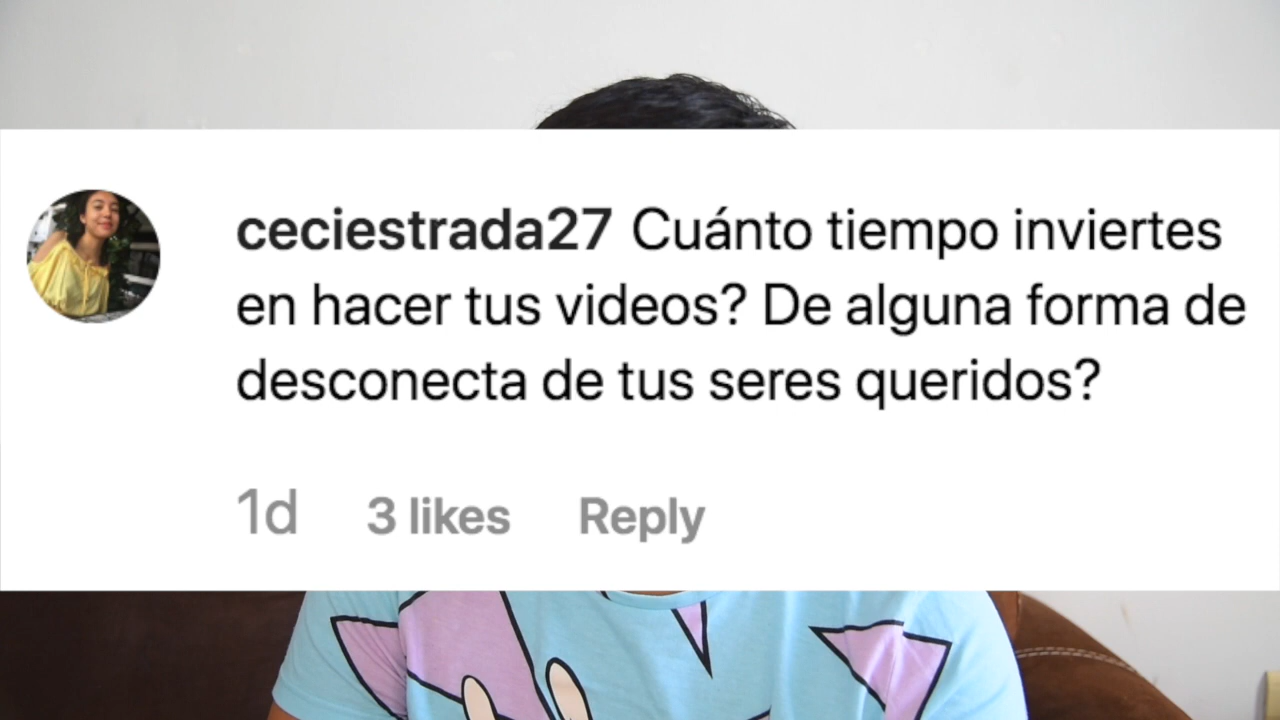 ceciestrada27 Cuánto tiempo inviertes
en hacer tus videos? De alguna forma de
desconecta de tus seres queridos?
1d 3 likes Reply